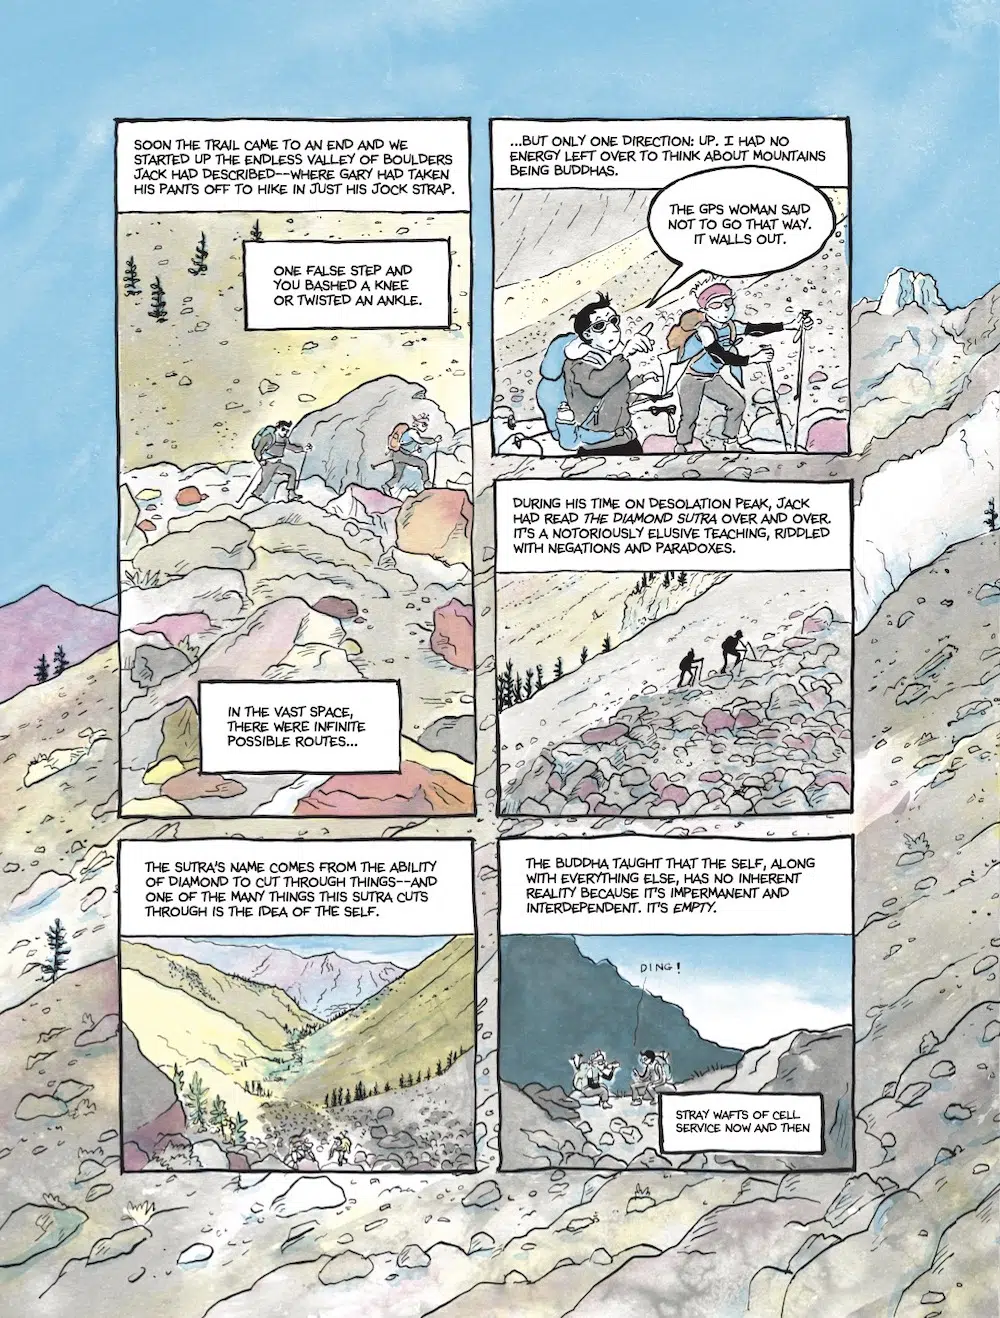 SOON THE TRAIL CAME TO AN END AND WE
STARTED UP THE ENDLESS VALLEY OF BOULDERS
JACK HAD DESCRIBED--WHERE GARY HAD TAKEN
HIS PANTS OFF TO HIKE IN JUST HIS JOCK STRAP.
ONE FALSE STEP AND
YOU BASHED A KNEE
OR TWISTED AN ANKLE.
IN THE VAST SPACE,
THERE WERE INFINITE
POSSIBLE ROUTES...
...BUT ONLY ONE DIRECTION: UP. I HAD NO
ENERGY LEFT OVER TO THINK ABOUT MOUNTAINS
BEING BUDDHAS.
THE GPS WOMAN SAID
NOT TO GO THAT WAY.
IT WALLS OUT.
DURING HIS TIME ON DESOLATION PEAK, JACK
HAD READ THE DIAMOND SUTRA OVER AND OVER.
IT'S A NOTORIOUSLY ELUSIVE TEACHING, RIDDLED
WITH NEGATIONS AND PARADOXES.
THE SUTRA'S NAME COMES FROM THE ABILITY
OF DIAMOND TO CUT THROUGH THINGS--AND
ONE OF THE MANY THINGS THIS SUTRA CUTS
THROUGH IS THE IDEA OF THE SELF.
THE BUDDHA TAUGHT THAT THE SELF, ALONG
WITH EVERYTHING ELSE, HAS NO INHERENT
REALITY BECAUSE IT'S IMPERMANENT AND
INTERDEPENDENT. IT'S EMPTY.
DING!
STRAY WAFTS OF CELL
SERVICE NOW AND THEN